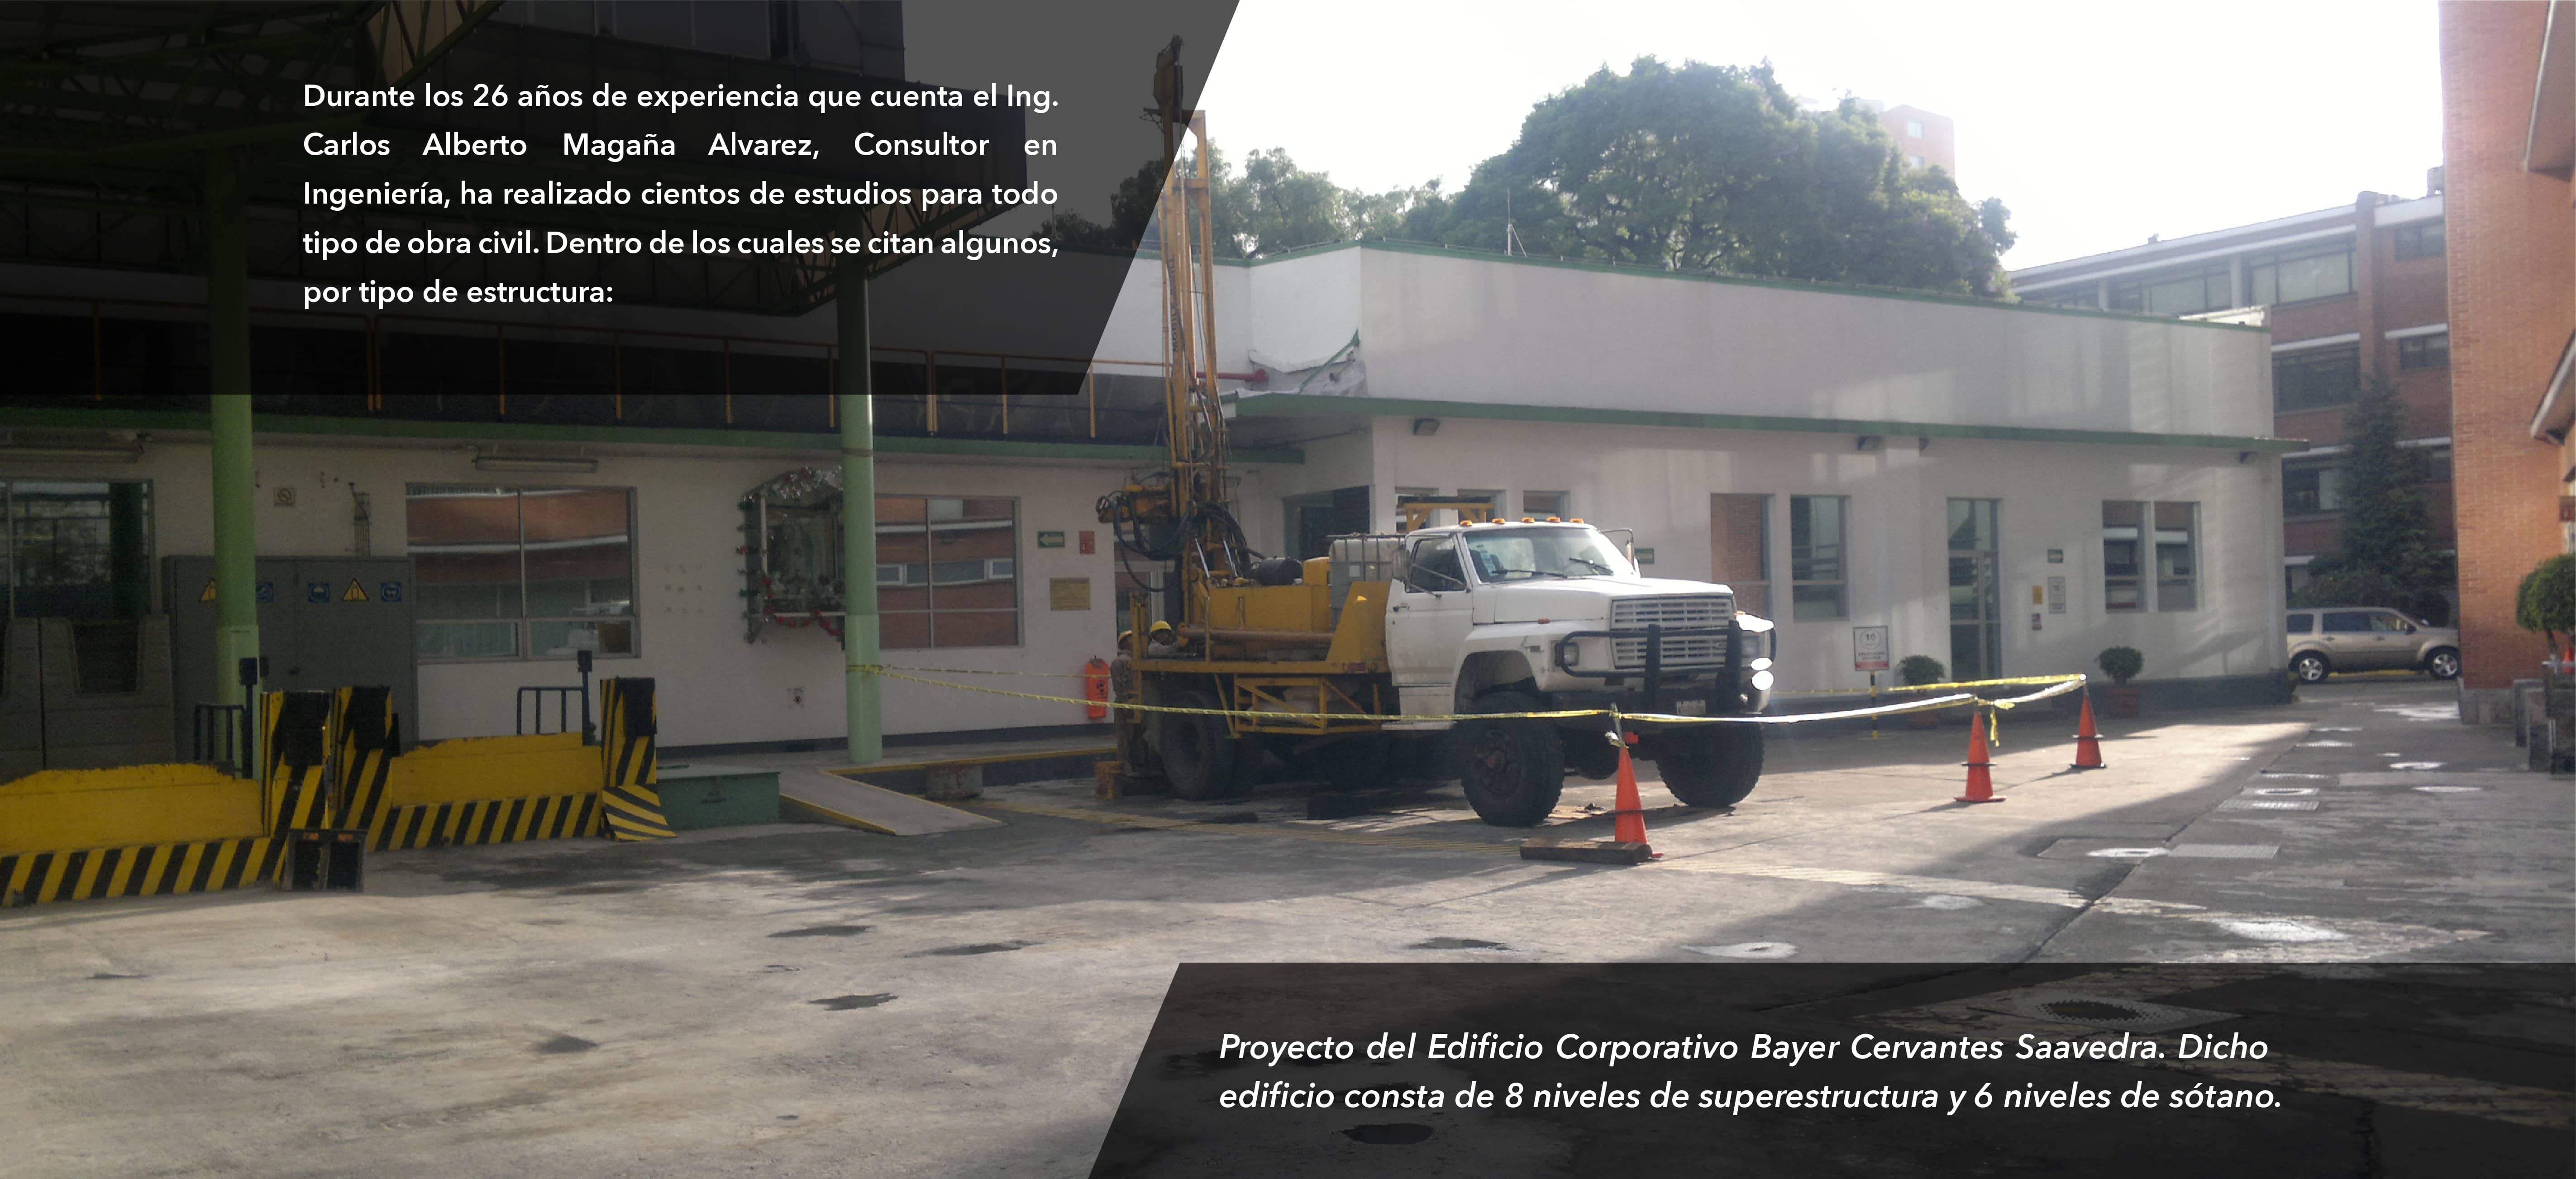 Durante los 26 años de experiencia que cuenta el Ing.
Carlos Alberto Magaña Alvarez, Consultor en
Ingeniería, ha realizado cientos de estudios para todo
tipo de obra civil. Dentro de los cuales se citan algunos,
por tipo de estructura:
Proyecto del Edificio Corporativo Bayer Cervantes Saavedra. Dicho
edificio consta de 8 niveles de superestructura y 6 niveles de sótano.